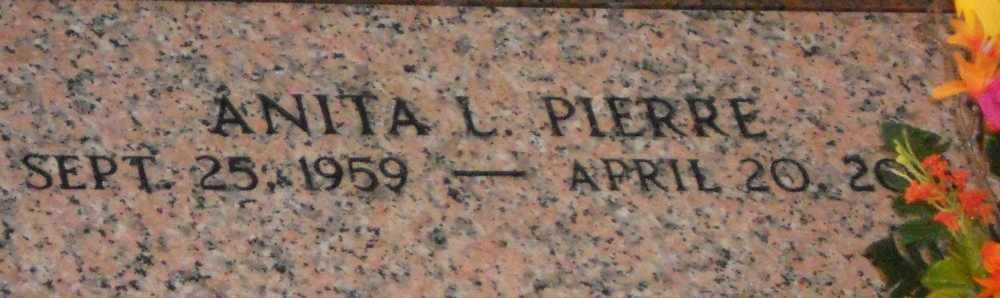 ANITA L. PIERRE
SEPT. 25, 1959 — APRIL 20, 20